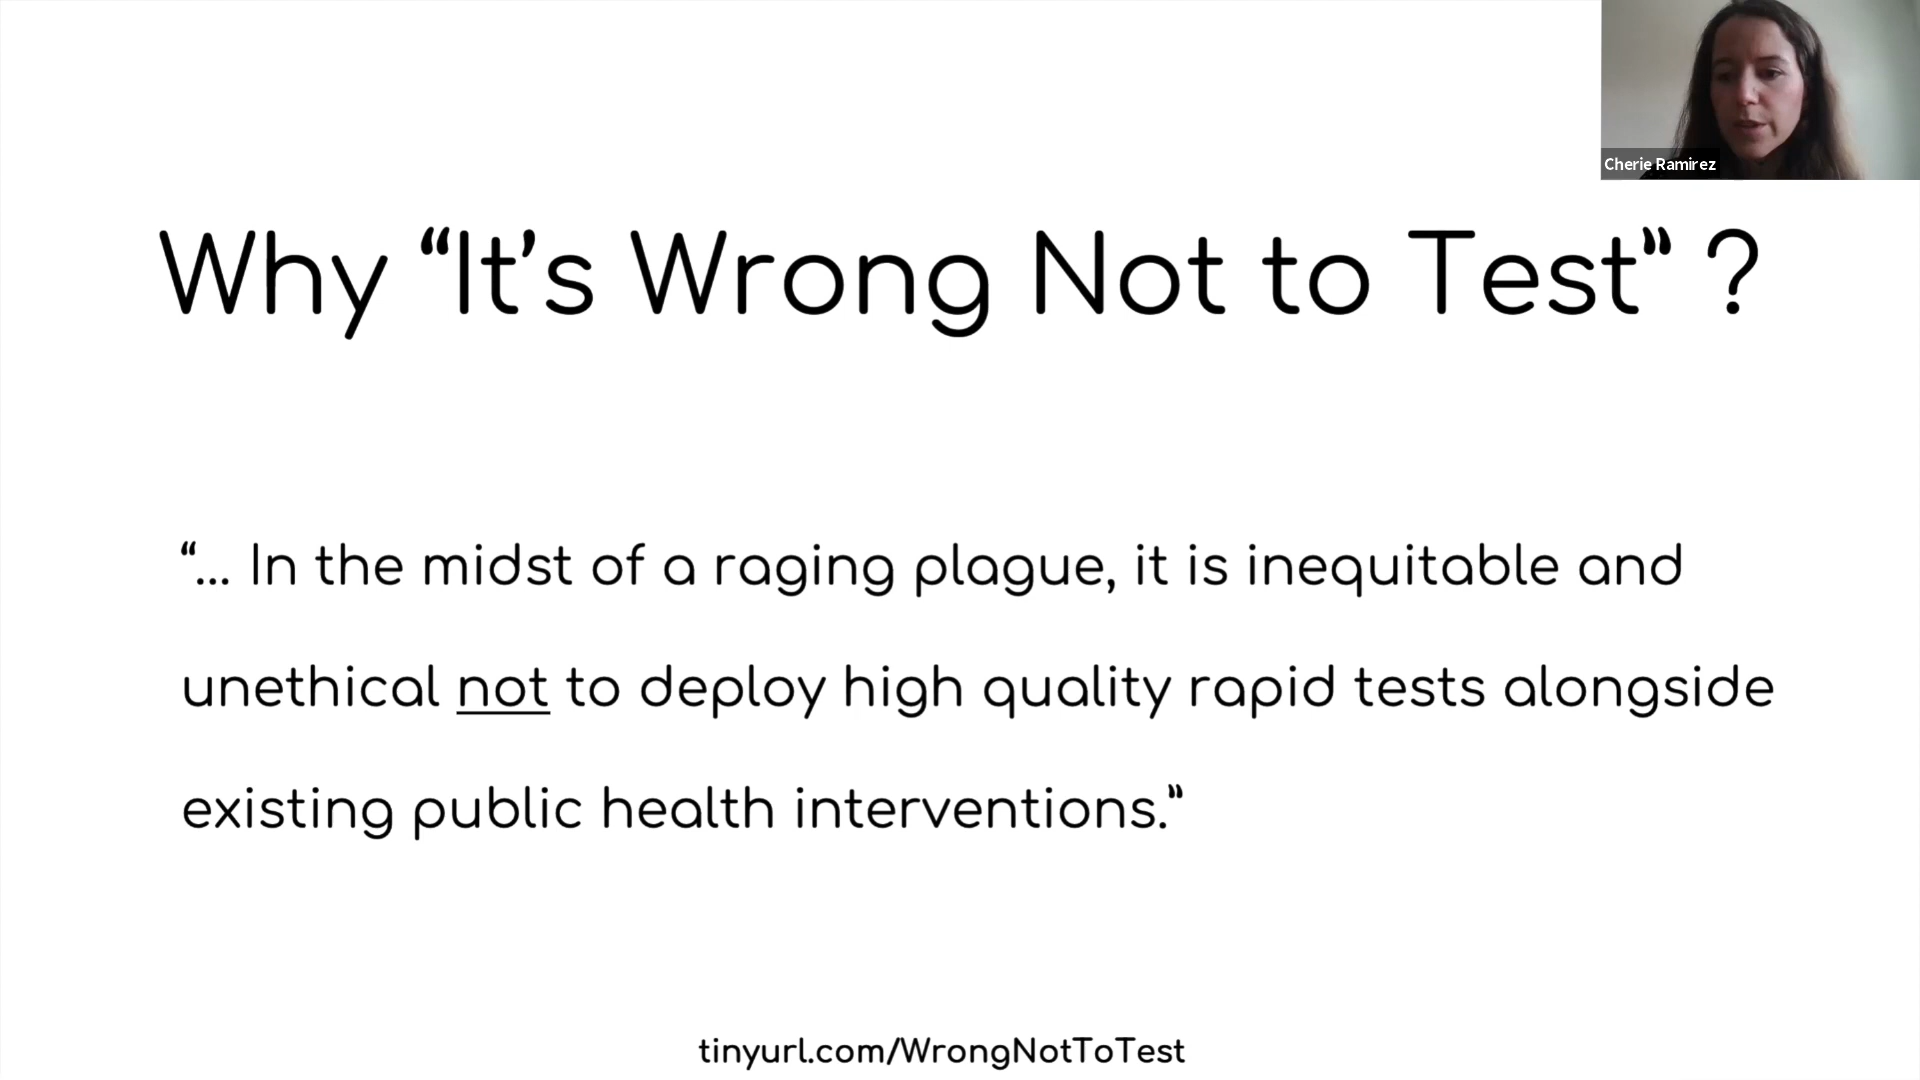 Cherie Ramirez
Why “It’s Wrong Not to Test” ?
“... In the midst of a raging plague, it is inequitable and
unethical not to deploy high quality rapid tests alongside
existing public health interventions.”
tinyurl.com/WrongNotToTest